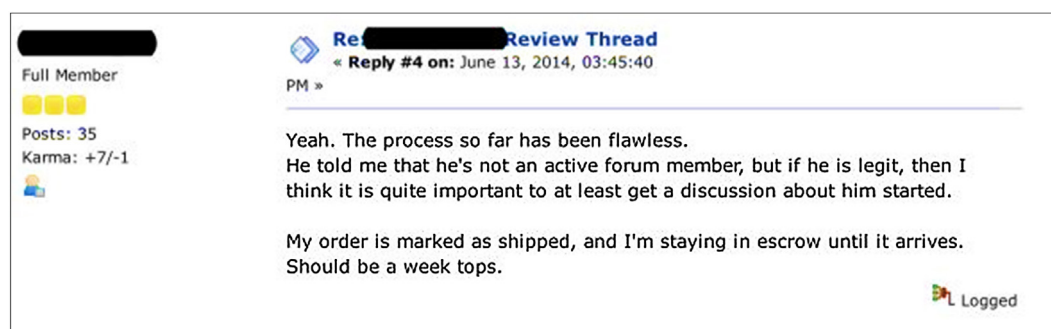 Full Member
Posts: 35
Karma: +7/-1
Re: Review Thread
« Reply #4 on: June 13, 2014, 03:45:40
PM »
Yeah. The process so far has been flawless.
He told me that he's not an active forum member, but if he is legit, then I
think it is quite important to at least get a discussion about him started.
My order is marked as shipped, and I'm staying in escrow until it arrives.
Should be a week tops.
Logged